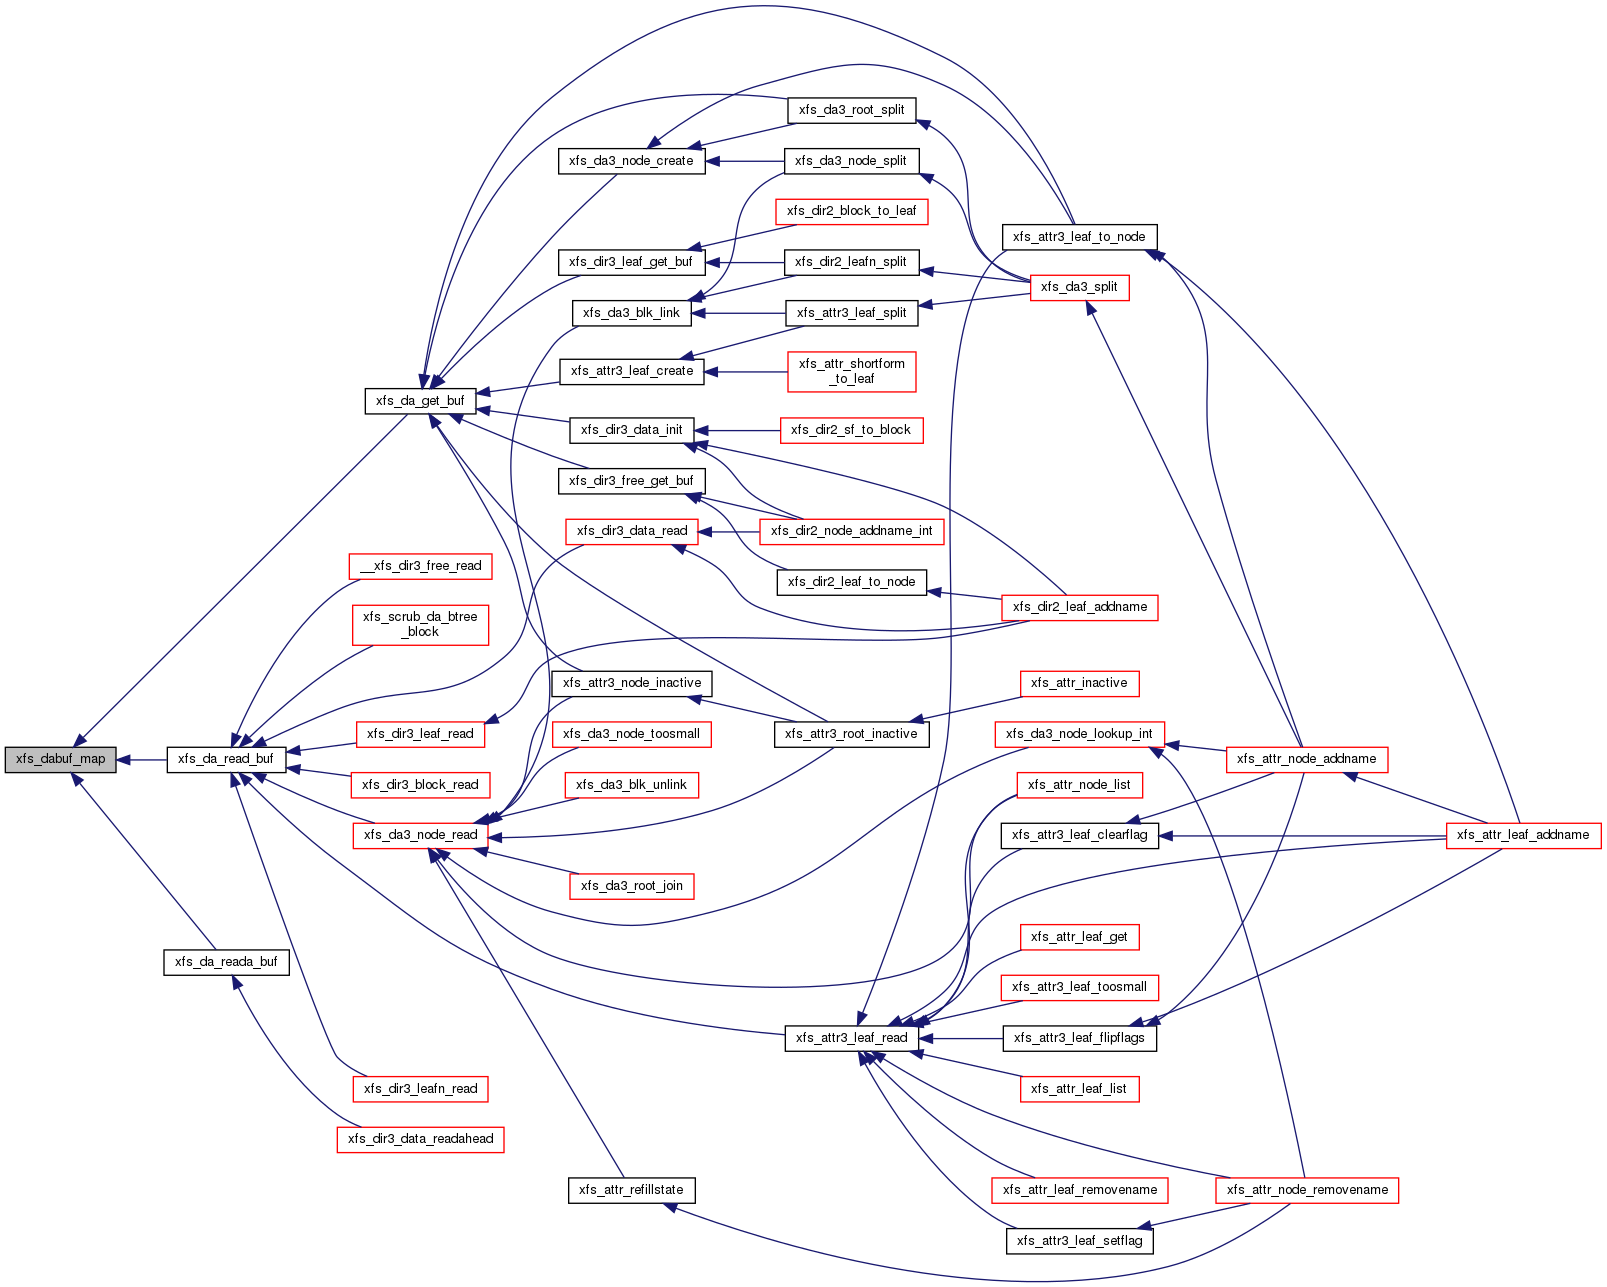 xfs_da3_root_split
xfs_da3_node_create
xfs_da3_node_split
xfs_dir2_block_to_leaf
xfs_attr3_leaf_to_node
xfs_dir3_leaf_get_buf
xfs_dir2_leafn_split
xfs_da3_split
xfs_da3_blk_link
xfs_attr3_leaf_split
xfs_attr3_leaf_create
xfs_attr_shortform
_to_leaf
xfs_da_get_buf
xfs_dir3_data_init
xfs_dir2_sf_to_block
xfs_dir3_free_get_buf
xfs_dir3_data_read
xfs_dir2_node_addname_int
__xfs_dir3_free_read
xfs_dir2_leaf_to_node
xfs_dir2_leaf_addname
xfs_scrub_da_btree
_block
xfs_attr3_node_inactive
xfs_attr_inactive
xfs_dir3_leaf_read
xfs_da3_node_toosmall
xfs_attr3_root_inactive
xfs_da3_node_lookup_int
xfs_dabuf_map
xfs_da_read_buf
xfs_attr_node_addname
xfs_dir3_block_read
xfs_da3_blk_unlink
xfs_attr_node_list
xfs_da3_node_read
xfs_attr3_leaf_clearflag
xfs_attr_leaf_addname
xfs_da3_root_join
xfs_attr_leaf_get
xfs_da_reada_buf
xfs_attr3_leaf_toosmall
xfs_attr3_leaf_read
xfs_attr3_leaf_flipflags
xfs_dir3_leafn_read
xfs_attr_leaf_list
xfs_dir3_data_readahead
xfs_attr_refillstate
xfs_attr_leaf_removename
xfs_attr_node_removename
xfs_attr3_leaf_setflag